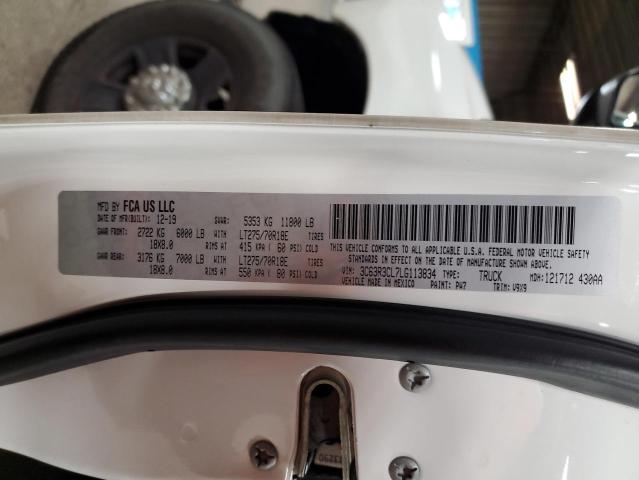 MFD BY FCA US LLC
DATE OF MFR(BUILT): 12-19 GVWR: 5353 KG 11800 LB
GAWR FRONT: 2722 KG 6000 LB WITH LT275/70R18E TIRES
18X8.0 RIMS AT 415 KPA ( 60 PSI) COLD
GAWR REAR: 3176 KG 7000 LB WITH LT275/70R18E TIRES
18X8.0 RIMS AT 550 KPA ( 80 PSI) COLD
THIS VEHICLE CONFORMS TO ALL APPLICABLE U.S.A. FEDERAL MOTOR VEHICLE SAFETY
STANDARDS IN EFFECT ON THE DATE OF MANUFACTURE SHOWN ABOVE.
VIN: 3C63R3CL7LG113834 TYPE: TRUCK MDH:121712 430AA
VEHICLE MADE IN MEXICO PAINT: PW7 TRIM: V9X9